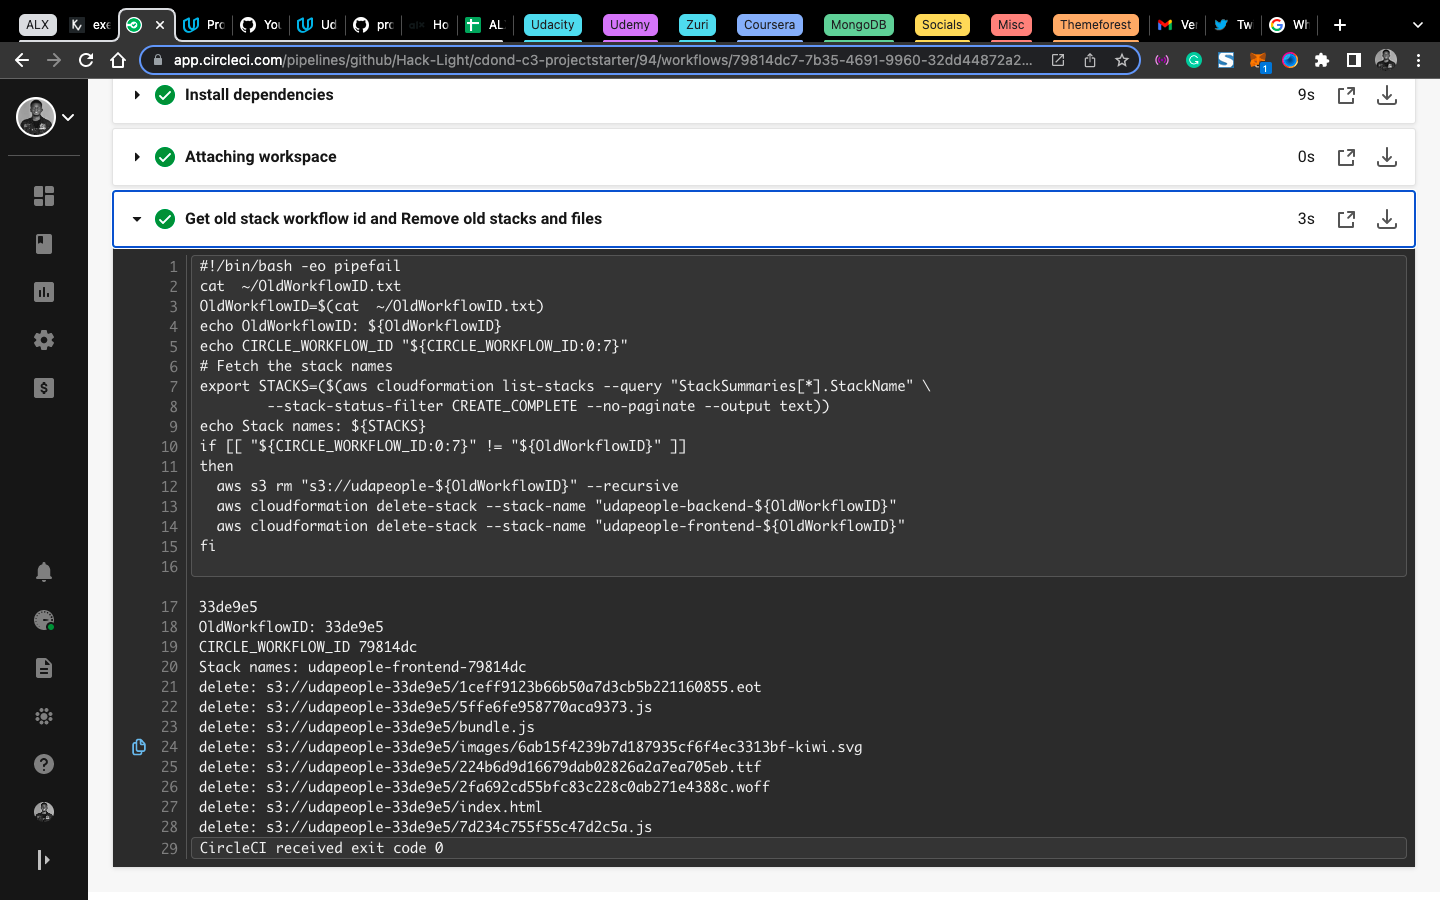 ALX
exe
Pro
You
Ud
pro
Ho
AL
Udacity
Udemy
Zuri
Coursera
MongoDB
Socials
Misc
Themeforest
Ve
Tw
Wh
app.circleci.com/pipelines/github/Hack-Light/cdond-c3-projectstarter/94/workflows/79814dc7-7b35-4691-9960-32dd44872a2...
1
Install dependencies
9s
Attaching workspace
0s
Get old stack workflow id and Remove old stacks and files
3s
1 #!/bin/bash -eo pipefail
2 cat  ~/OldWorkflowID.txt
3 OldWorkflowID=$(cat  ~/OldWorkflowID.txt)
4 echo OldWorkflowID: ${OldWorkflowID}
5 echo CIRCLE_WORKFLOW_ID "${CIRCLE_WORKFLOW_ID:0:7}"
6 # Fetch the stack names
7 export STACKS=($(aws cloudformation list-stacks --query "StackSummaries[*].StackName" \
8         --stack-status-filter CREATE_COMPLETE --no-paginate --output text))
9 echo Stack names: ${STACKS}
10 if [[ "${CIRCLE_WORKFLOW_ID:0:7}" != "${OldWorkflowID}" ]]
11 then
12   aws s3 rm "s3://udapeople-${OldWorkflowID}" --recursive
13   aws cloudformation delete-stack --stack-name "udapeople-backend-${OldWorkflowID}"
14   aws cloudformation delete-stack --stack-name "udapeople-frontend-${OldWorkflowID}"
15 fi
16
17 33de9e5
18 OldWorkflowID: 33de9e5
19 CIRCLE_WORKFLOW_ID 79814dc
20 Stack names: udapeople-frontend-79814dc
21 delete: s3://udapeople-33de9e5/1ceff9123b66b50a7d3cb5b221160855.eot
22 delete: s3://udapeople-33de9e5/5ffe6fe958770aca9373.js
23 delete: s3://udapeople-33de9e5/bundle.js
24 delete: s3://udapeople-33de9e5/images/6ab15f4239b7d187935cf6f4ec3313bf-kiwi.svg
25 delete: s3://udapeople-33de9e5/224b6d9d16679dab02826a2a7ea705eb.ttf
26 delete: s3://udapeople-33de9e5/2fa692cd55bfc83c228c0ab271e4388c.woff
27 delete: s3://udapeople-33de9e5/index.html
28 delete: s3://udapeople-33de9e5/7d234c755f55c47d2c5a.js
29 CircleCI received exit code 0